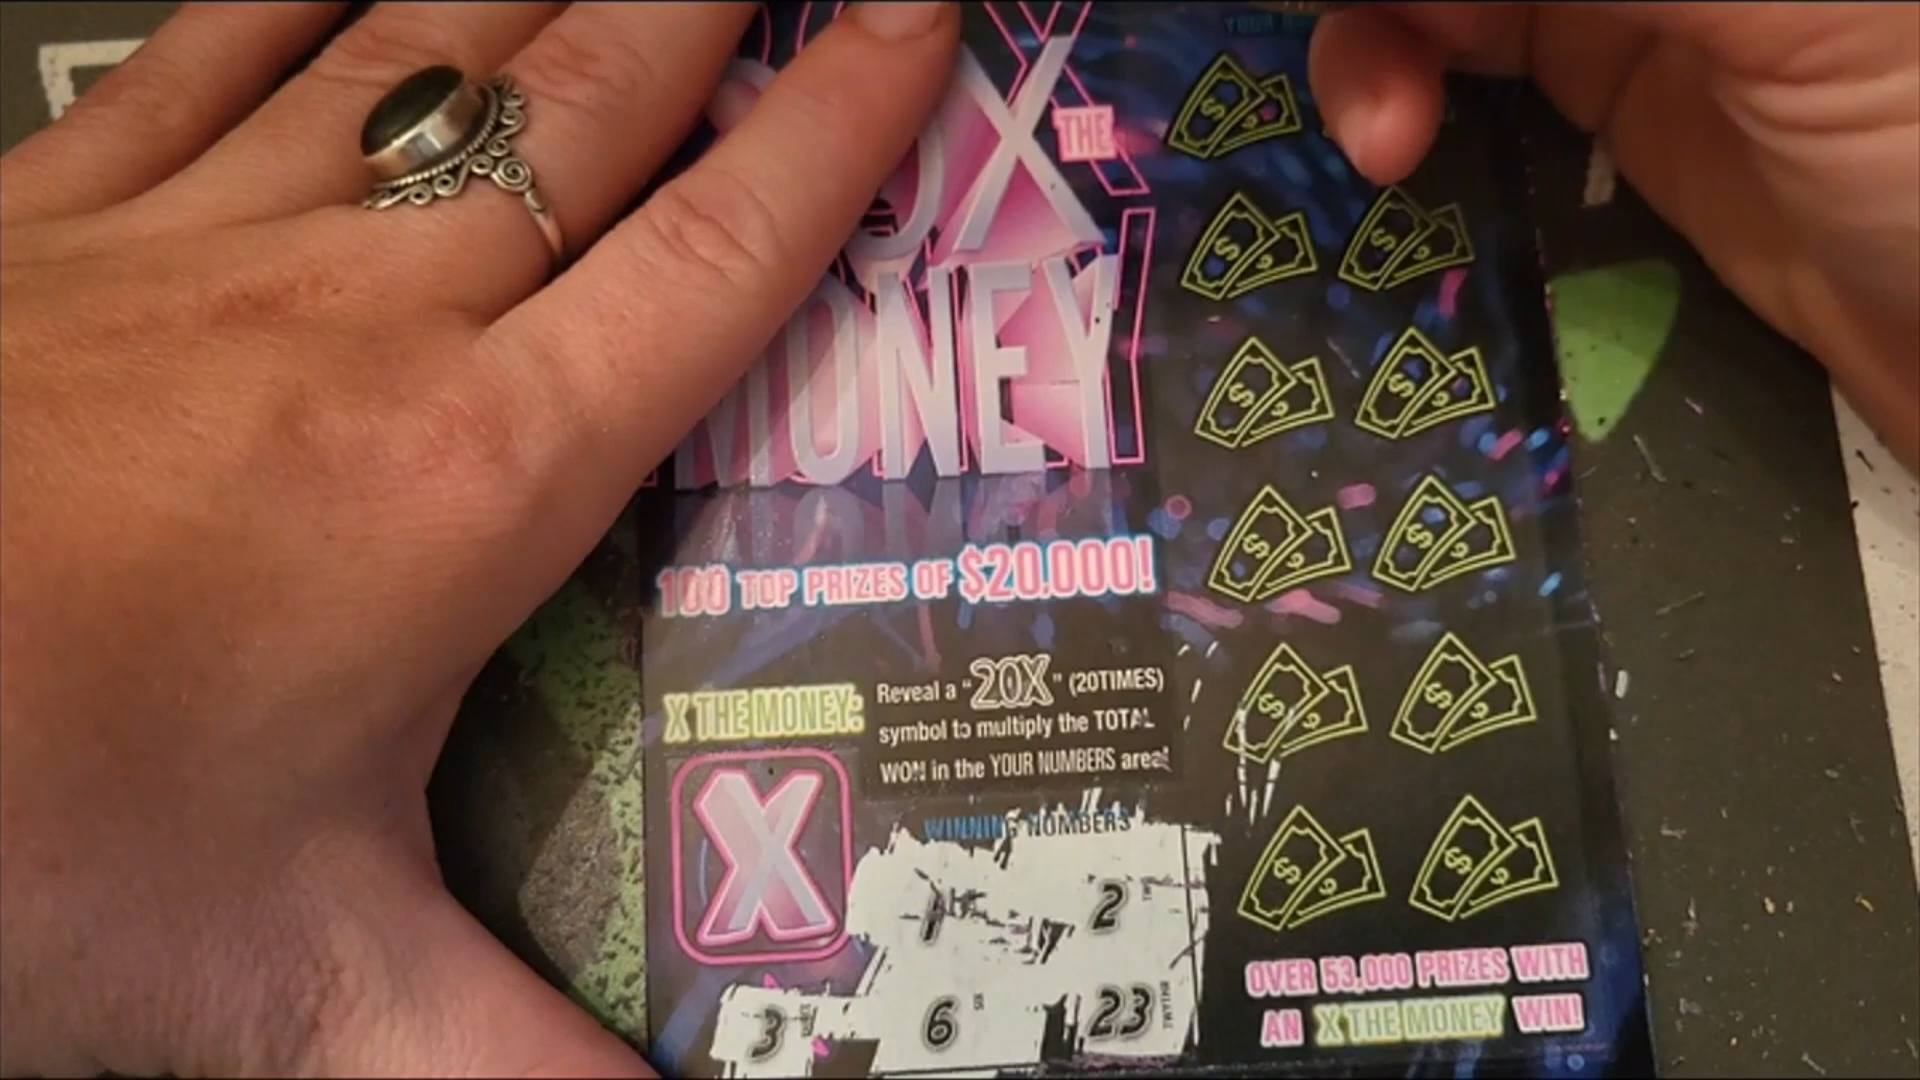 X THE
MONEY
100 TOP PRIZES OF $20,000!
X THE MONEY:
Reveal a "20X" (20TIMES)
symbol to multiply the TOTAL
WON in the YOUR NUMBERS area!
X
WINNING NUMBERS
1 2
3 6 SIX 23
OVER 53,000 PRIZES WITH
AN X THE MONEY WIN!